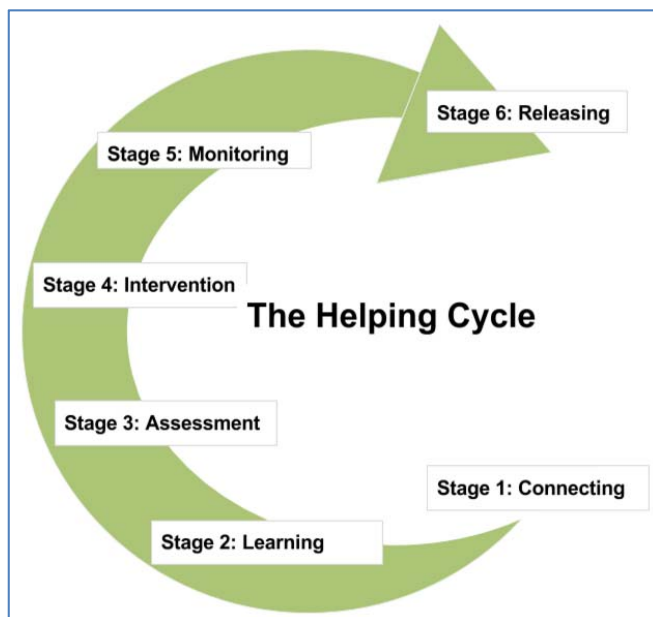 Stage 6: Releasing
Stage 5: Monitoring
Stage 4: Intervention
The Helping Cycle
Stage 3: Assessment
Stage 1: Connecting
Stage 2: Learning